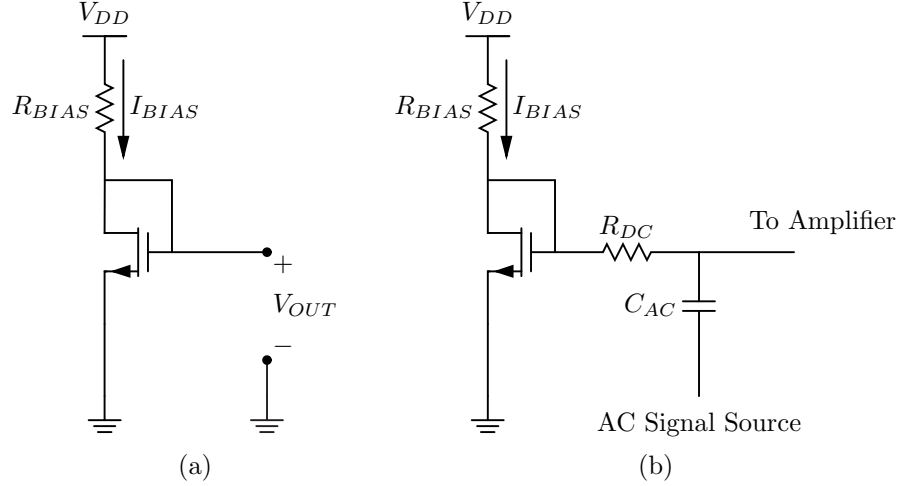 V_DD
R_BIAS
I_BIAS
+
V_OUT
−
(a)
V_DD
R_BIAS
I_BIAS
R_DC
To Amplifier
C_AC
AC Signal Source
(b)